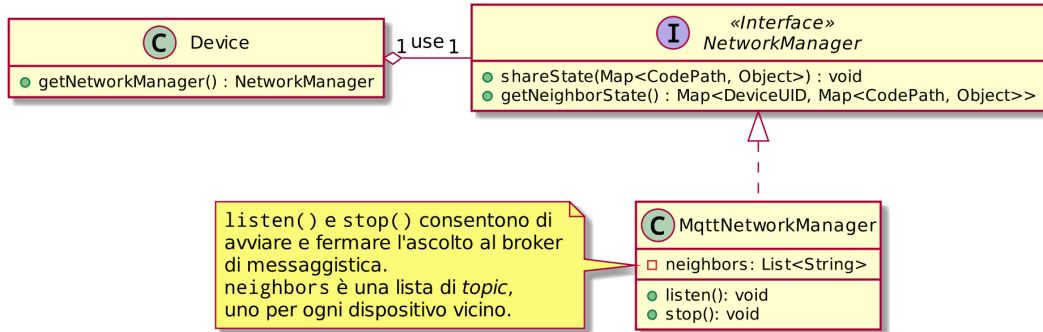 C Device
+ getNetworkManager() : NetworkManager
1 use 1
I «Interface»
NetworkManager
shareState(Map<CodePath, Object>) : void
getNeighborState() : Map<DeviceUID, Map<CodePath, Object>>
listen() e stop() consentono di
avviare e fermare l'ascolto al broker
di messaggistica.
neighbors è una lista di topic,
uno per ogni dispositivo vicino.
C MqttNetworkManager
neighbors: List<String>
listen(): void
stop(): void